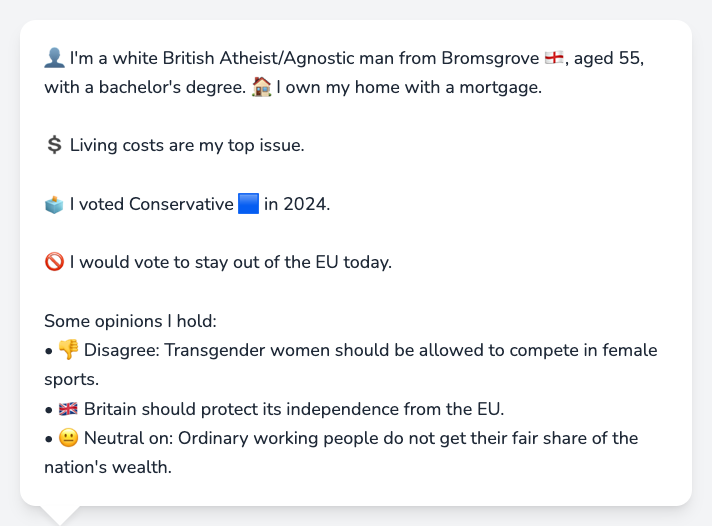 👤 I'm a white British Atheist/Agnostic man from Bromsgrove 🏴󠁧󠁢󠁥󠁮󠁧󠁿, aged 55,
with a bachelor's degree. 🏠 I own my home with a mortgage.
💲 Living costs are my top issue.
🗳️ I voted Conservative 🟦 in 2024.
🚫 I would vote to stay out of the EU today.
Some opinions I hold:
• 👎 Disagree: Transgender women should be allowed to compete in female
sports.
• 🇬🇧 Britain should protect its independence from the EU.
• 😐 Neutral on: Ordinary working people do not get their fair share of the
nation's wealth.